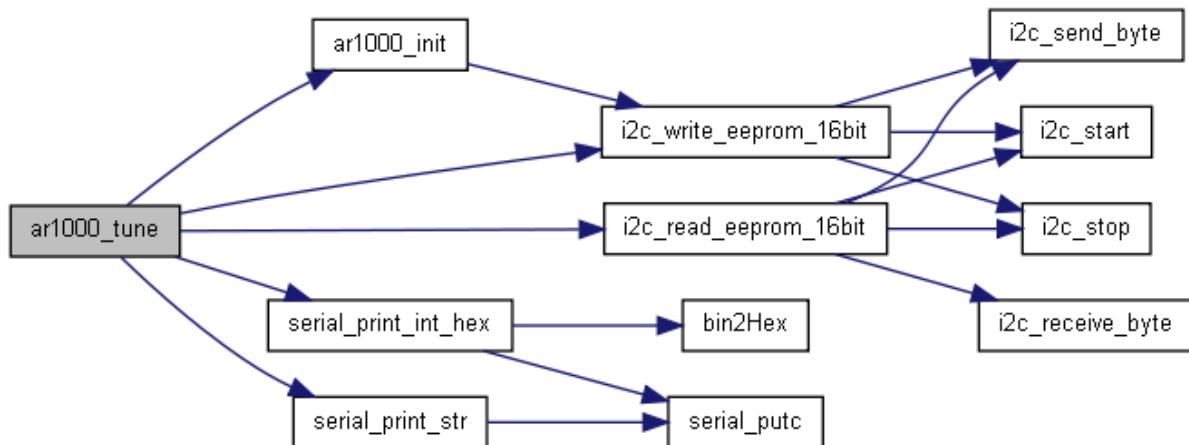 ar1000_init
i2c_send_byte
i2c_write_eeprom_16bit
i2c_start
ar1000_tune
i2c_read_eeprom_16bit
i2c_stop
serial_print_int_hex
bin2Hex
i2c_receive_byte
serial_print_str
serial_putc